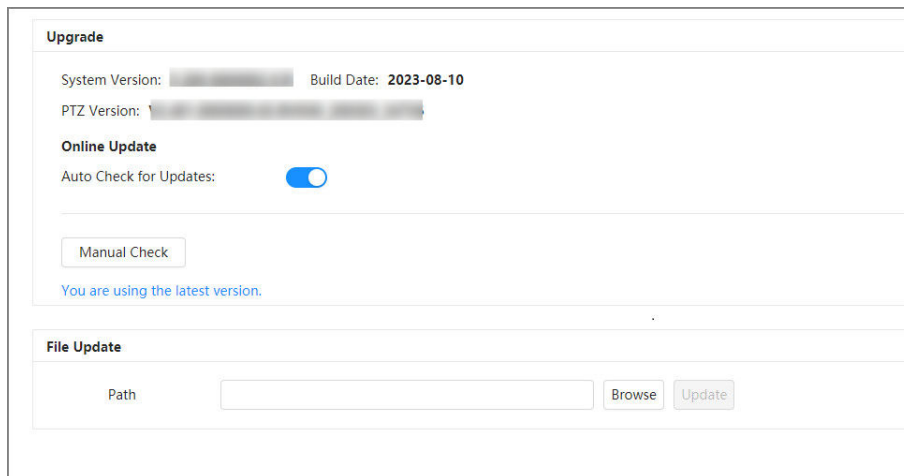 Upgrade
System Version: Build Date: 2023-08-10
PTZ Version:
Online Update
Auto Check for Updates:
Manual Check
You are using the latest version.
File Update
Path Browse Update